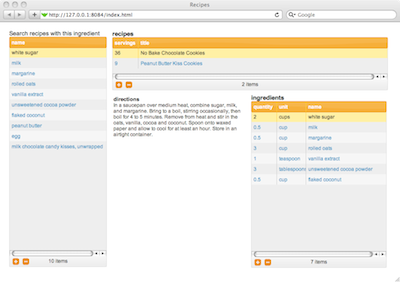 Recipes
http://127.0.0.1:8084/index.html
Google
Search recipes with this ingredient
name
white sugar
milk
margarine
rolled oats
vanilla extract
unsweetened cocoa powder
flaked coconut
peanut butter
egg
milk chocolate candy kisses, unwrapped
10 items
recipes
servings title
36 No Bake Chocolate Cookies
9 Peanut Butter Kiss Cookies
2 items
directions
In a saucepan over medium heat, combine sugar, milk,
and margarine. Bring to a boil, stirring occasionally, then
boil for 4 to 5 minutes. Remove from heat and stir in the
oats, vanilla, cocoa and coconut. Spoon onto waxed
paper and allow to cool for at least an hour. Store in an
airtight container.
ingredients
quantity unit name
2 cups white sugar
0.5 cup milk
0.5 cup margarine
3 cup rolled oats
1 teaspoon vanilla extract
3 tablespoons unsweetened cocoa powder
0.5 cup flaked coconut
7 items